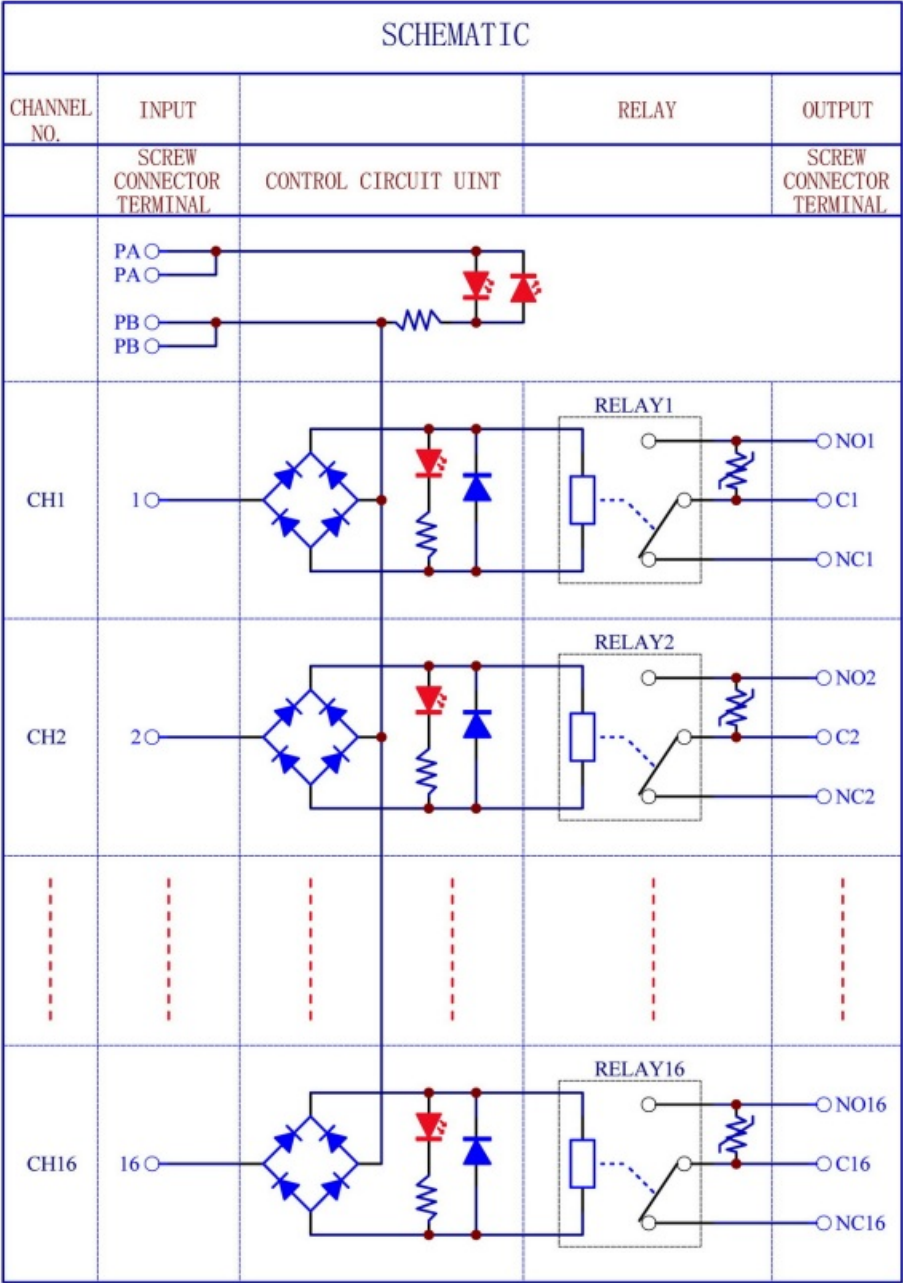 SCHEMATIC
CHANNEL
NO.
INPUT
RELAY
OUTPUT
SCREW
CONNECTOR
TERMINAL
CONTROL CIRCUIT UINT
SCREW
CONNECTOR
TERMINAL
PA
PA
PB
PB
RELAY1
NO1
CH1
1
C1
NC1
RELAY2
NO2
CH2
2
C2
NC2
RELAY16
NO16
CH16
16
C16
NC16